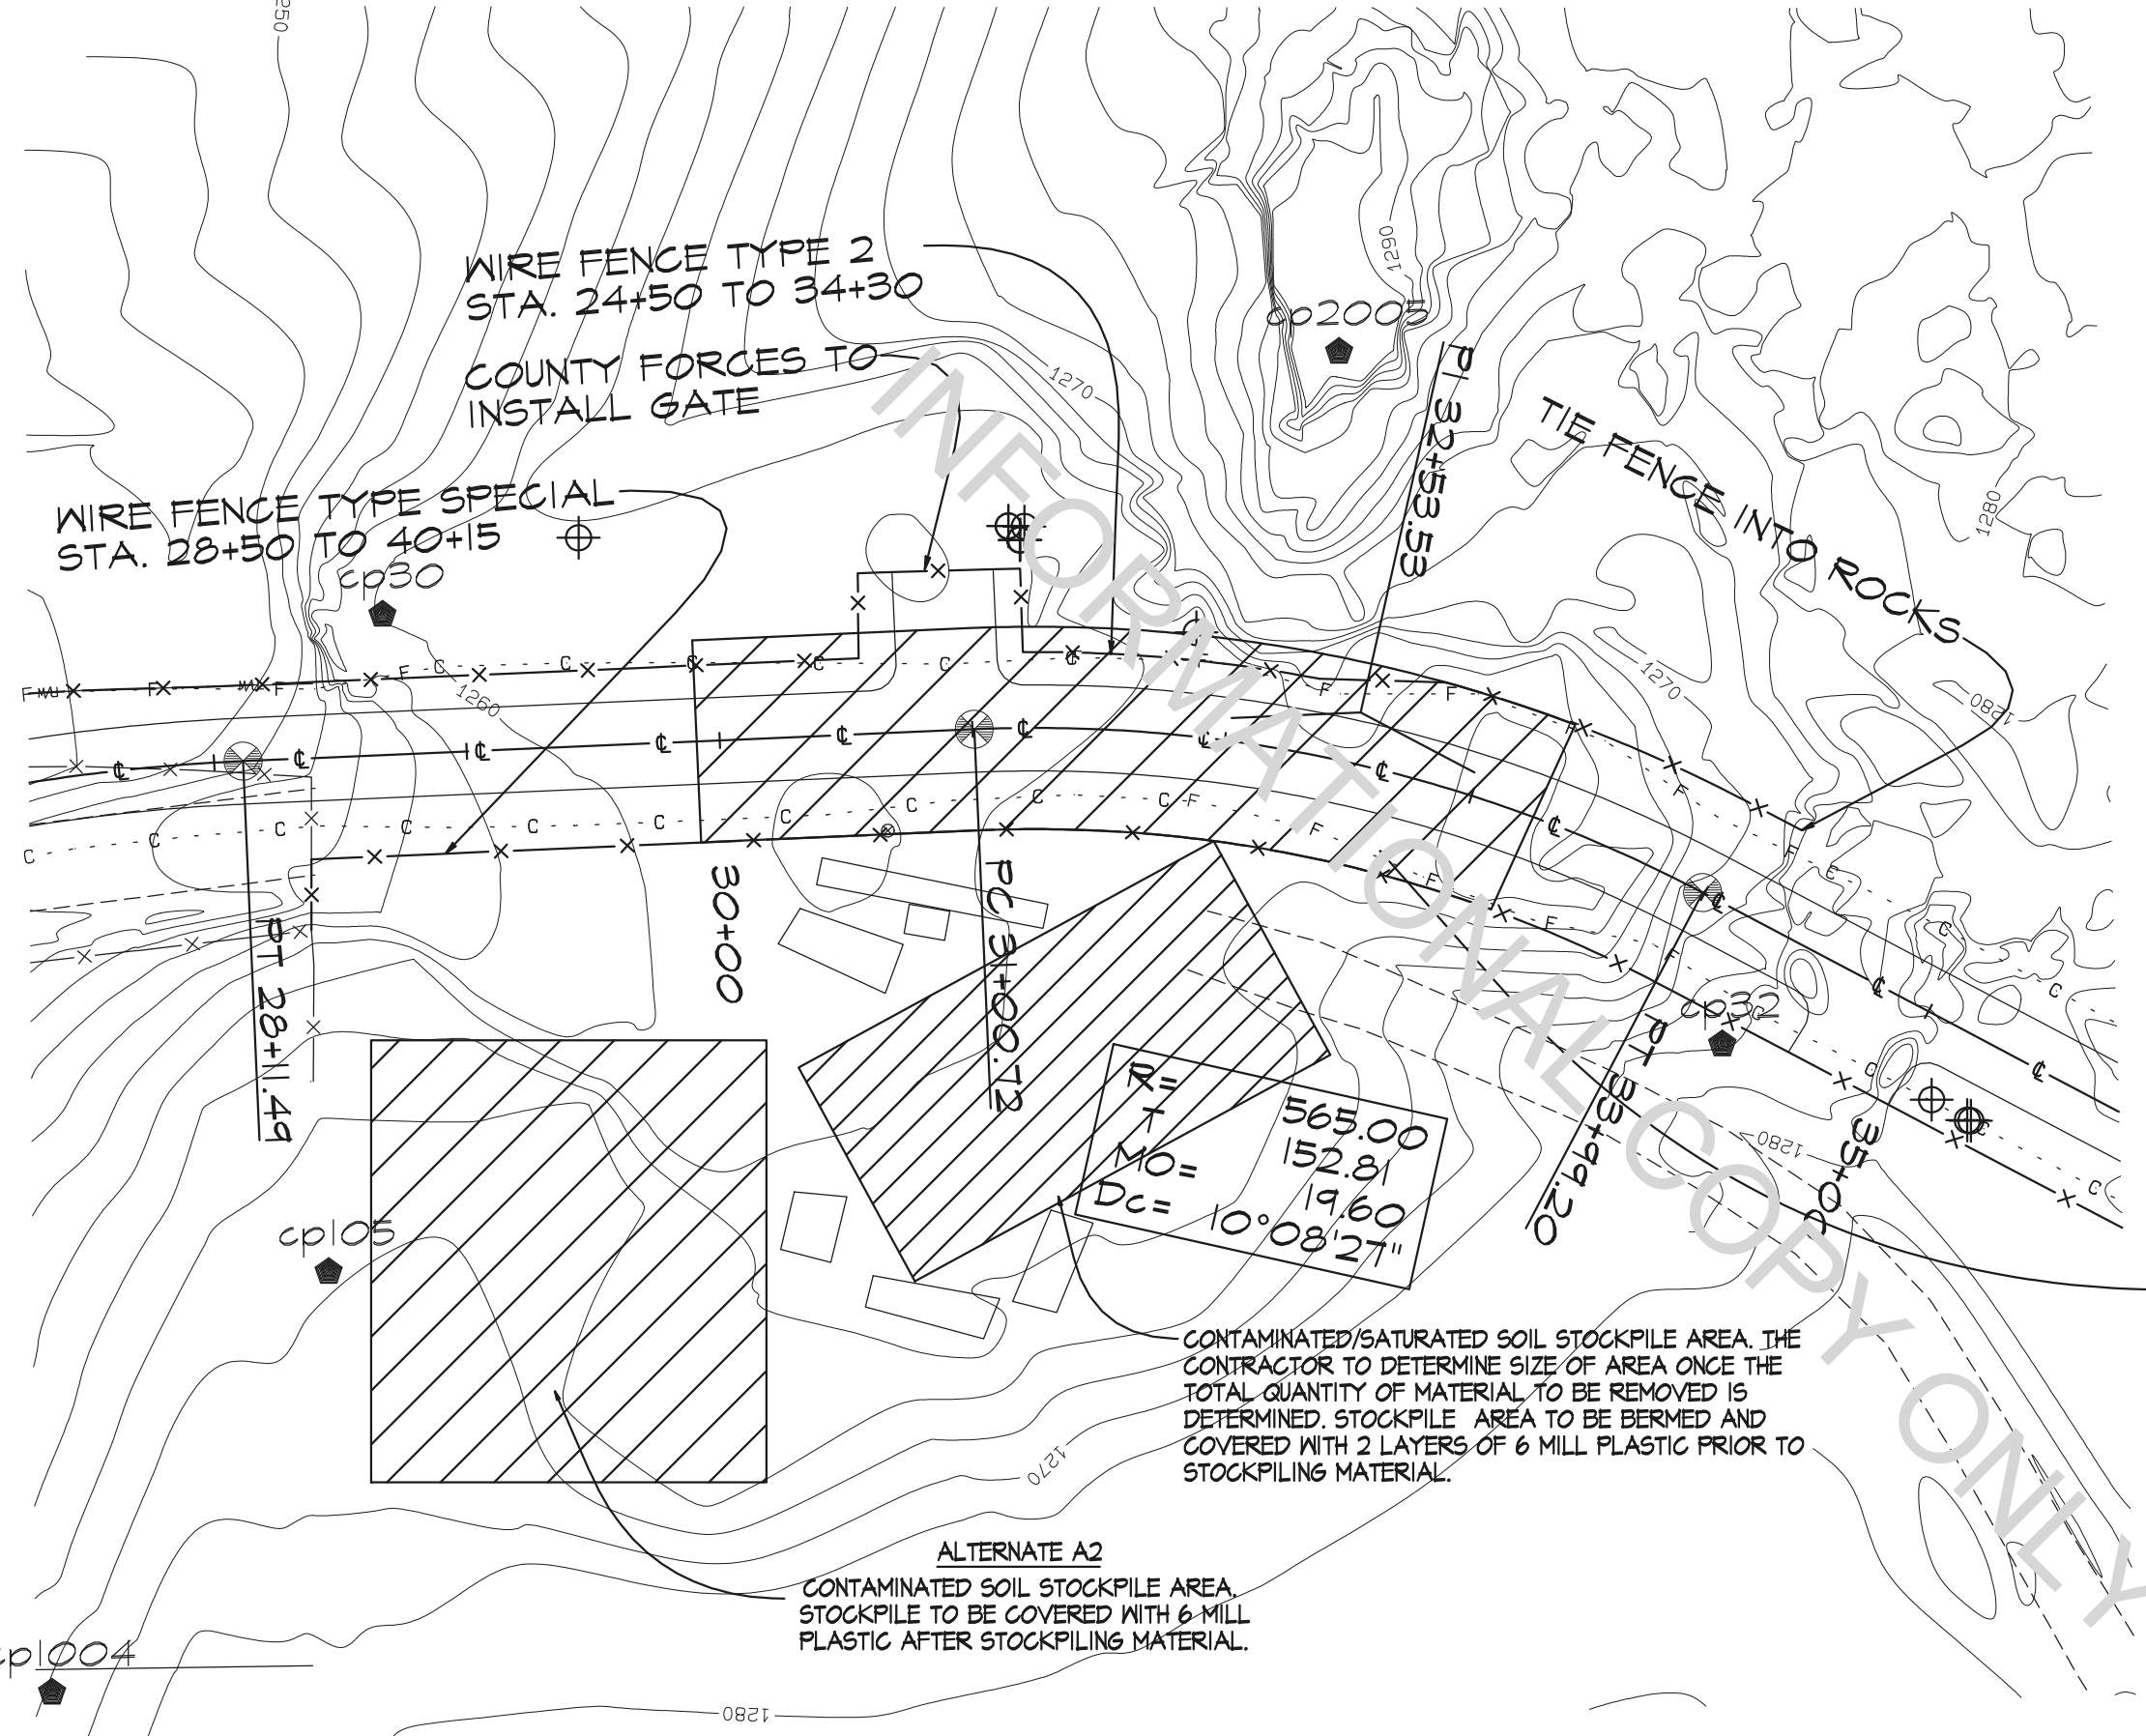 1250
WIRE FENCE TYPE 2
STA. 24+50 TO 34+30
COUNTY FORCES TO
INSTALL GATE
WIRE FENCE TYPE SPECIAL
STA. 28+50 TO 40+15
cp30
1260
1270
1290
cp2005
PI 32+53.53
TIE FENCE INTO ROCKS
1280
1270
1280
PT 28+11.49
30+00
PC 31+00.72
cp32
PT 33+99.20
35+00
1280
R= 565.00
T 152.81
MO= 19.60
Dc= 10°08'27"
cp105
CONTAMINATED/SATURATED SOIL STOCKPILE AREA. THE
CONTRACTOR TO DETERMINE SIZE OF AREA ONCE THE
TOTAL QUANTITY OF MATERIAL TO BE REMOVED IS
DETERMINED. STOCKPILE AREA TO BE BERMED AND
COVERED WITH 2 LAYERS OF 6 MILL PLASTIC PRIOR TO
STOCKPILING MATERIAL.
1270
ALTERNATE A2
CONTAMINATED SOIL STOCKPILE AREA.
STOCKPILE TO BE COVERED WITH 6 MILL
PLASTIC AFTER STOCKPILING MATERIAL.
cp1004
1280
INFORMATIONAL COPY ONLY